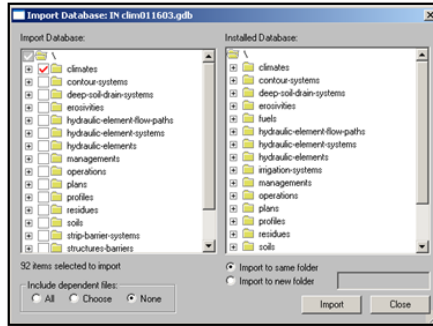 Import Database: IN clim011603.gdb
Import Database:
\
climates
contour-systems
deep-soil-drain-systems
erosivities
hydraulic-element-flow-paths
hydraulic-element-systems
hydraulic-elements
managements
operations
plans
profiles
residues
soils
strip-barrier-systems
structures-barriers
92 items selected to import
Include dependent files:
All Choose None
Installed Database:
\
climates
contour-systems
deep-soil-drain-systems
erosivities
fuels
hydraulic-element-flow-paths
hydraulic-element-systems
hydraulic-elements
irrigation-systems
managements
operations
plans
profiles
residues
soils
Import to same folder
Import to new folder
Import Close